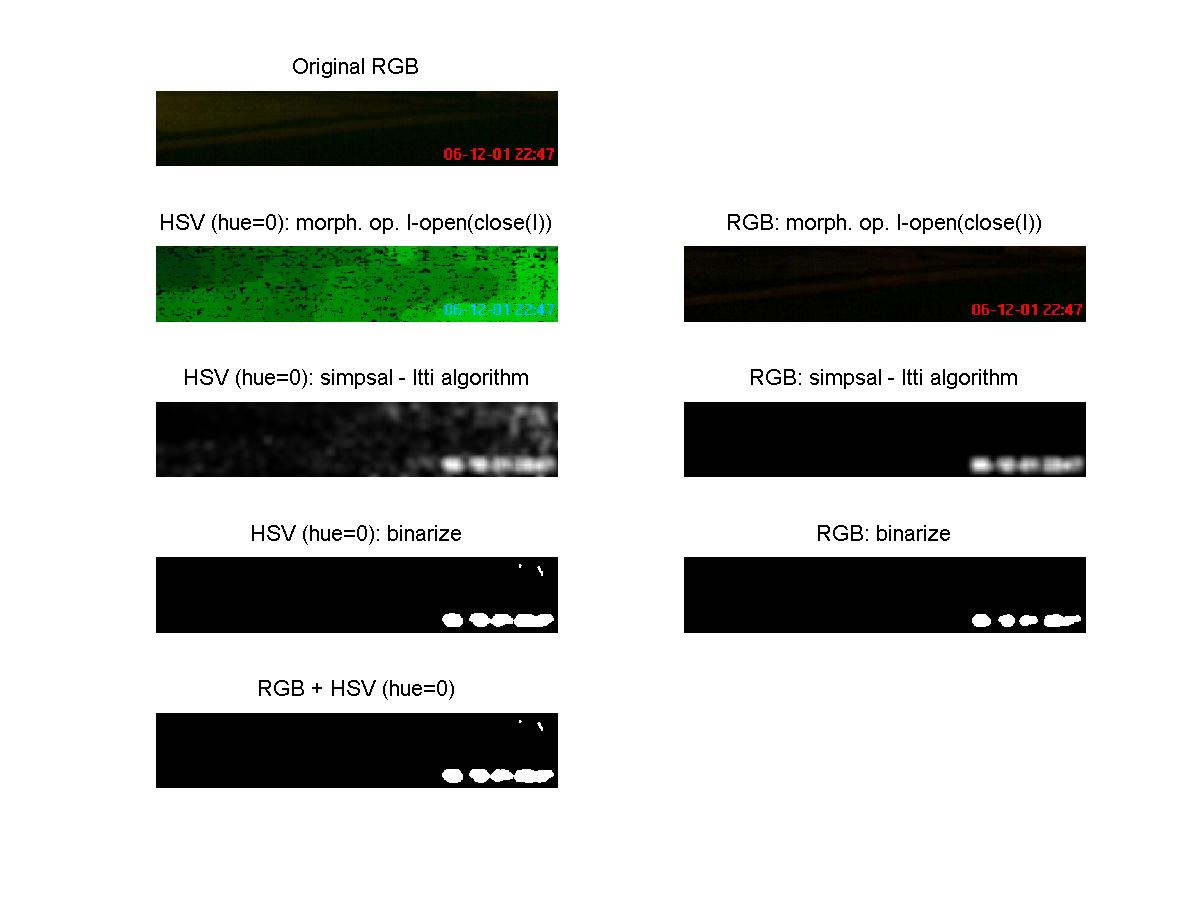 Original RGB
06-12-01 22:47
HSV (hue=0): morph. op. I-open(close(I))
RGB: morph. op. I-open(close(I))
06-12-01 22:47
06-12-01 22:47
HSV (hue=0): simpsal - Itti algorithm
RGB: simpsal - Itti algorithm
HSV (hue=0): binarize
RGB: binarize
RGB + HSV (hue=0)